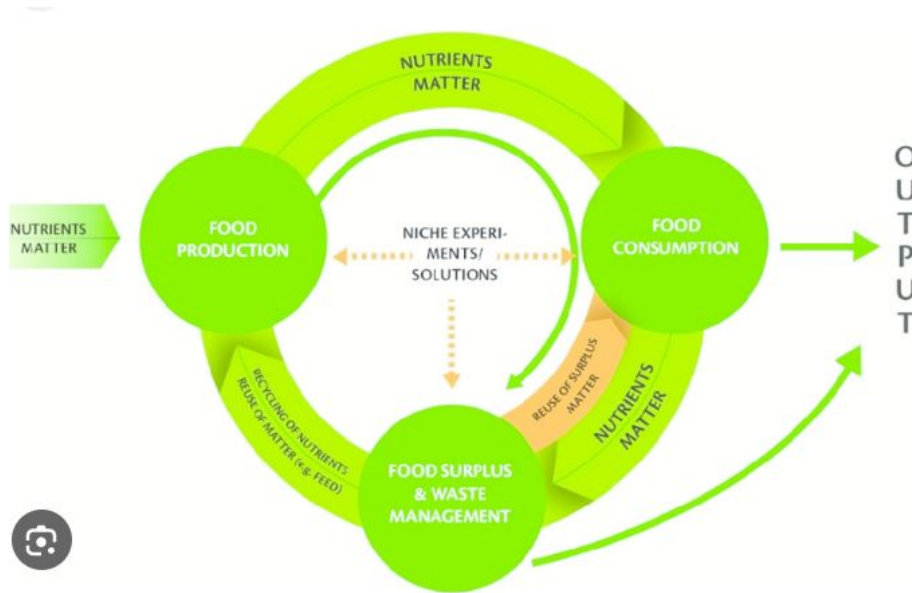 NUTRIENTS
MATTER
NUTRIENTS
MATTER
FOOD
PRODUCTION
NICHE EXPERI-
MENTS/
SOLUTIONS
FOOD
CONSUMPTION
O
U
T
P
U
T
REUSE OF SURPLUS
MATTER
NUTRIENTS
MATTER
RECYCLING OF NUTRIENTS
REUSE OF MATTER (e.g. FEED)
FOOD SURPLUS
& WASTE
MANAGEMENT